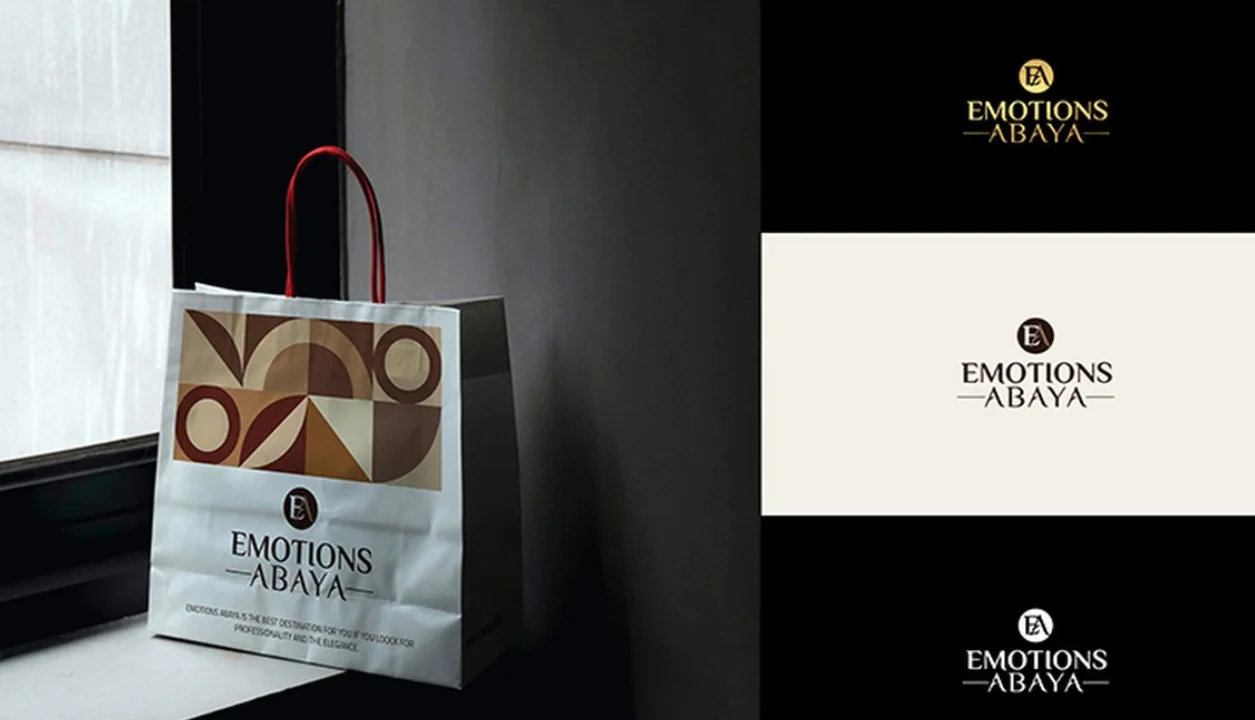 EA
EMOTIONS
ABAYA
EMOTIONS ABAYA IS THE BEST DESTINATION FOR YOU IF YOU LOOOK FOR
PROFESSIONALITY AND THE ELEGANCE.
EA
EMOTIONS
ABAYA
EA
EMOTIONS
ABAYA
EA
EMOTIONS
ABAYA